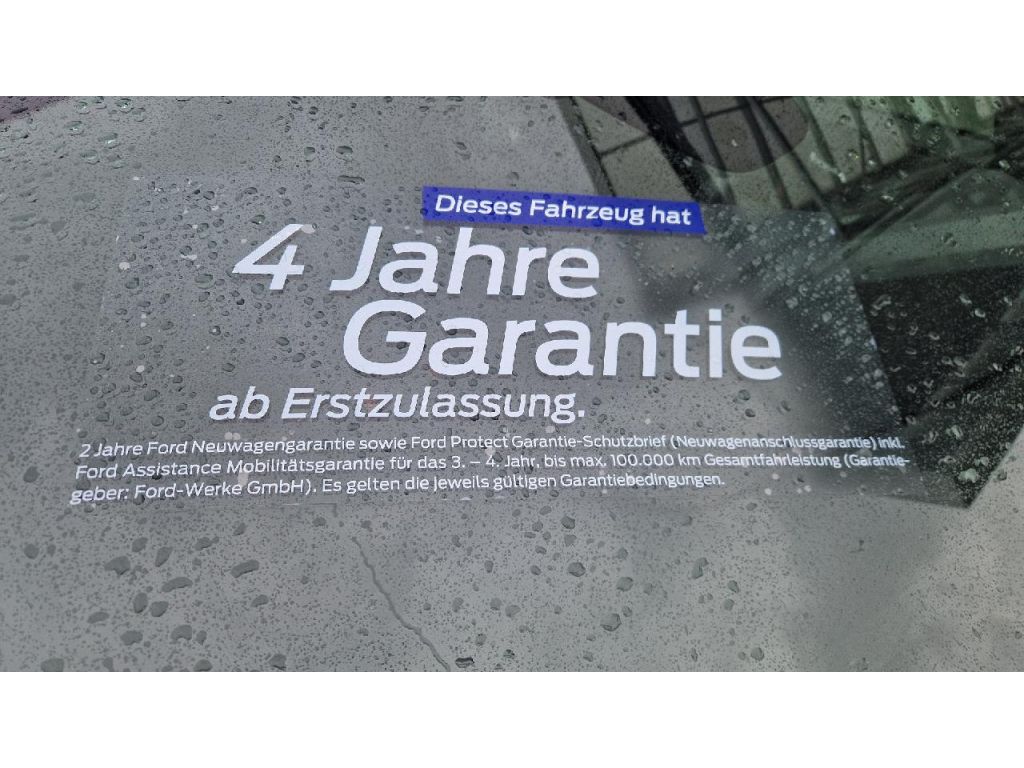 Dieses Fahrzeug hat
4 Jahre
Garantie
ab Erstzulassung.
2 Jahre Ford Neuwagengarantie sowie Ford Protect Garantie-Schutzbrief (Neuwagenanschlussgarantie) inkl.
Ford Assistance Mobilitätsgarantie für das 3. – 4. Jahr, bis max. 100.000 km Gesamtfahrleistung (Garantie-
geber: Ford-Werke GmbH). Es gelten die jeweils gültigen Garantiebedingungen.